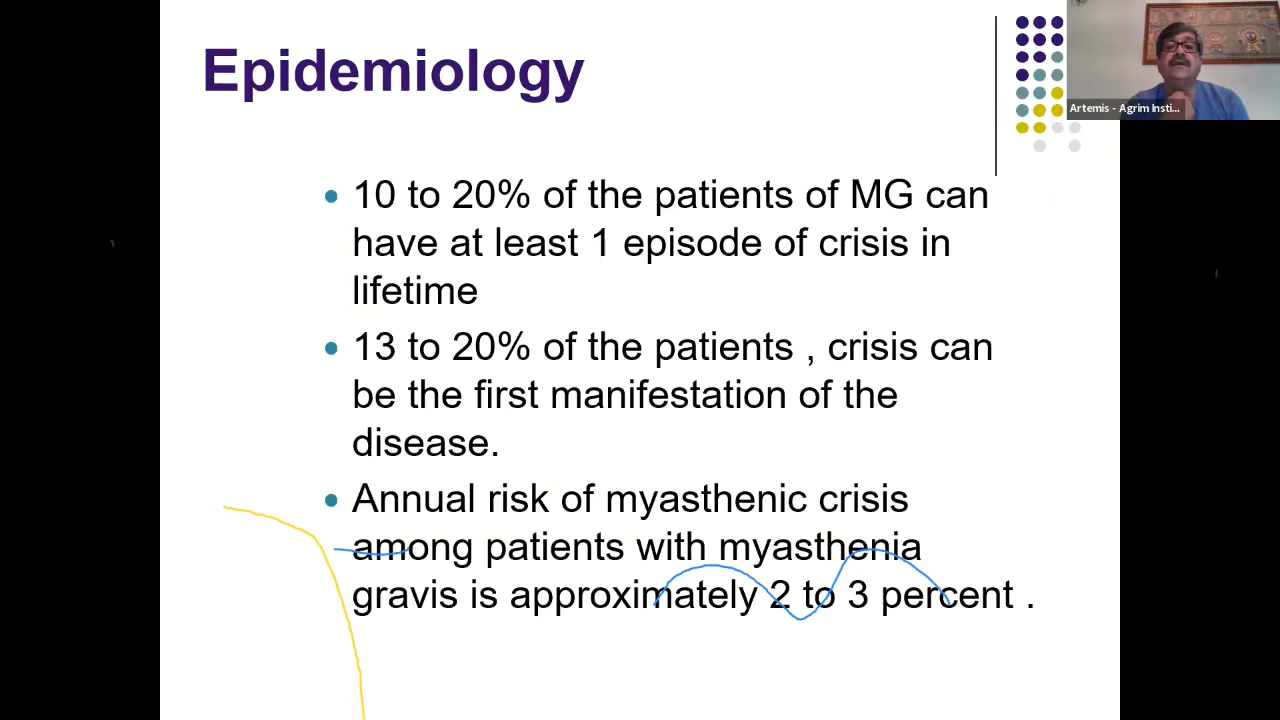 Epidemiology
Artemis - Agrim Insti...
10 to 20% of the patients of MG can
have at least 1 episode of crisis in
lifetime
13 to 20% of the patients , crisis can
be the first manifestation of the
disease.
Annual risk of myasthenic crisis
among patients with myasthenia
gravis is approximately 2 to 3 percent .